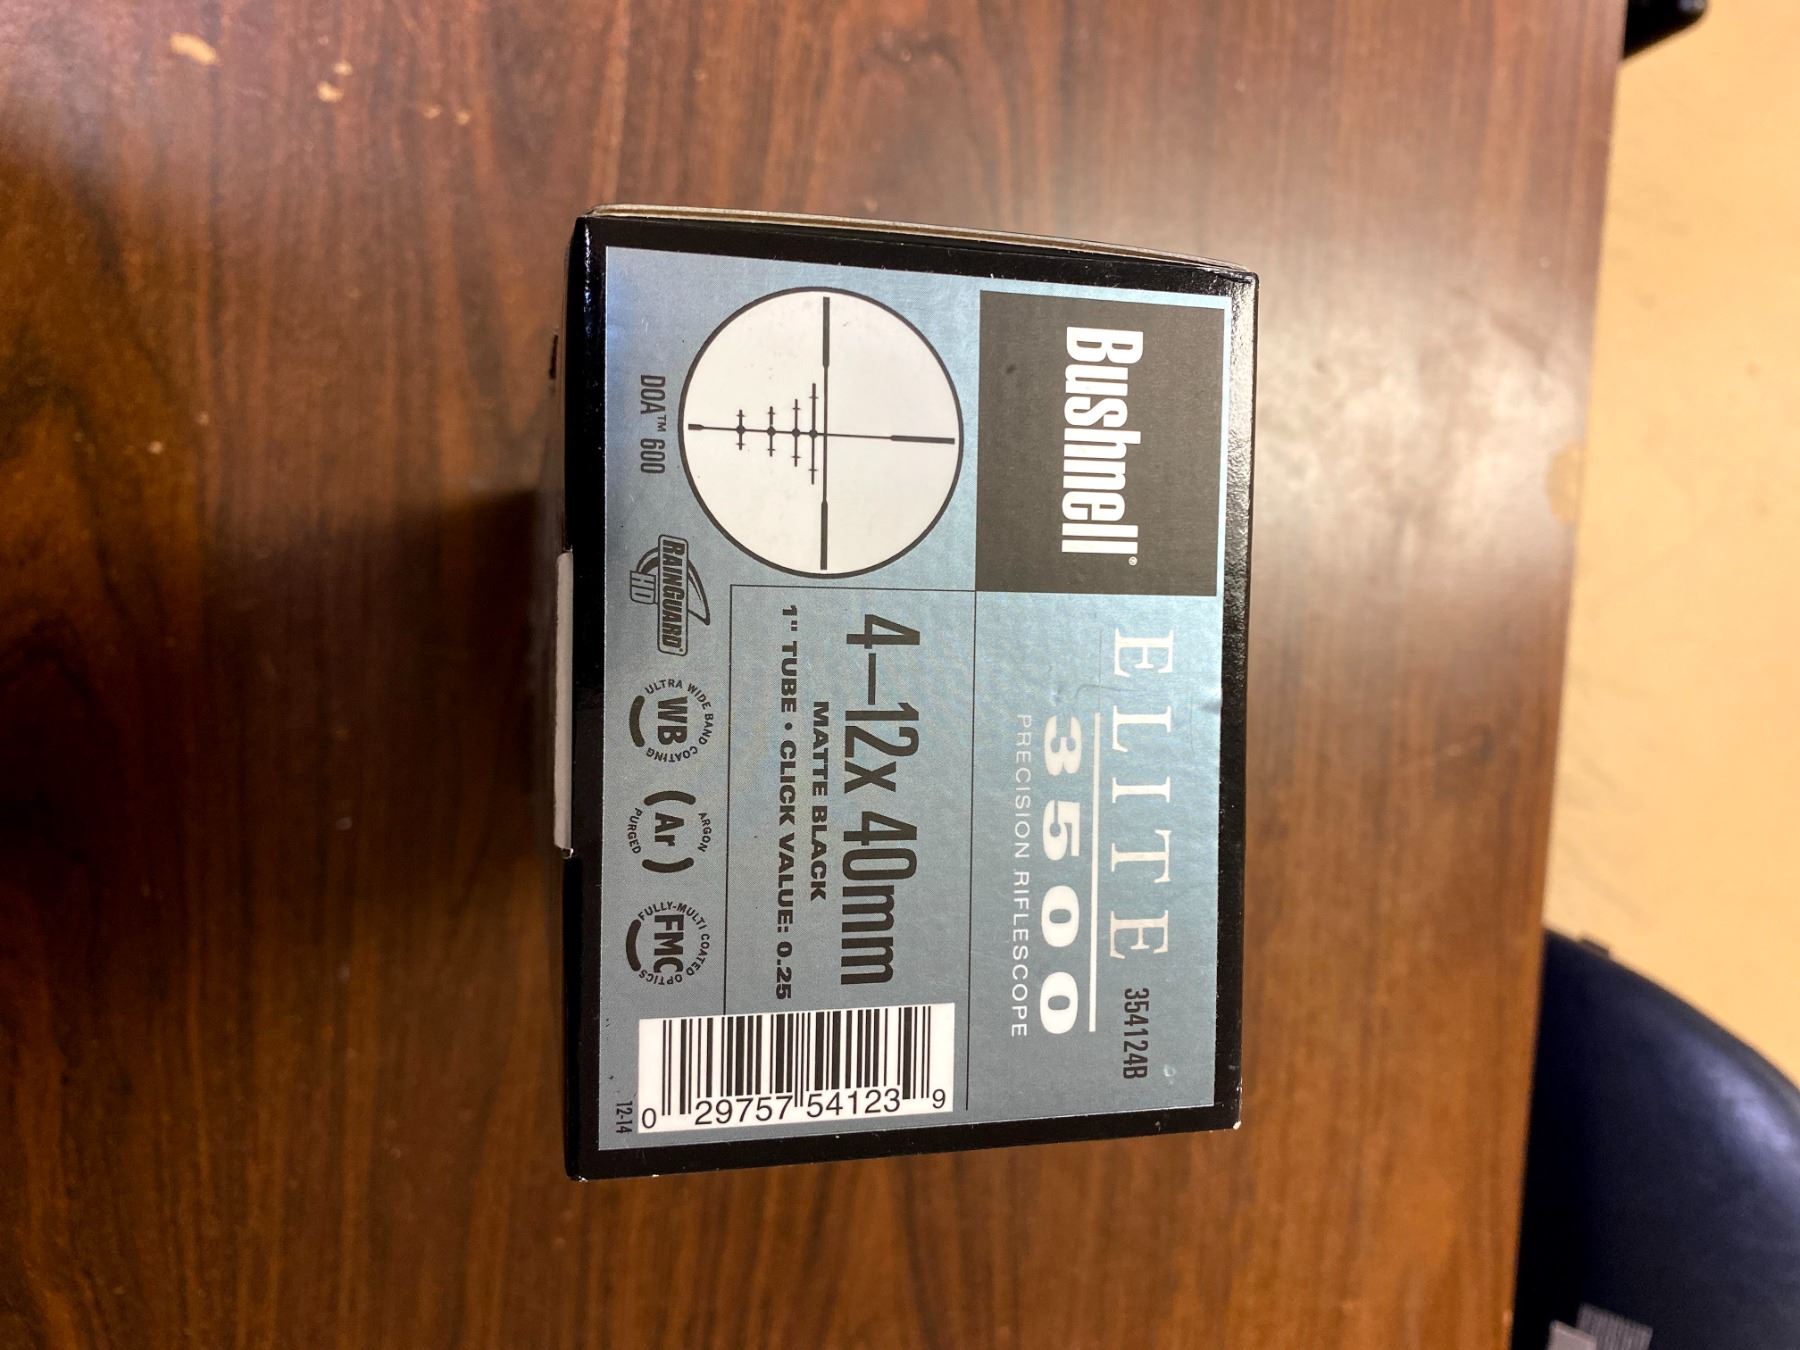 Bushnell®
ELITE 354124B
3500
PRECISION RIFLESCOPE
DOA™ 600
4–12x 40mm
MATTE BLACK
1" TUBE • CLICK VALUE: 0.25
RAINGUARD®
HD
ULTRA WIDE BAND COATING
WB
ARGON
(Ar)
PURGED
FULLY-MULTI COATED OPTICS
FMC
0 29757 54123 9
12-14